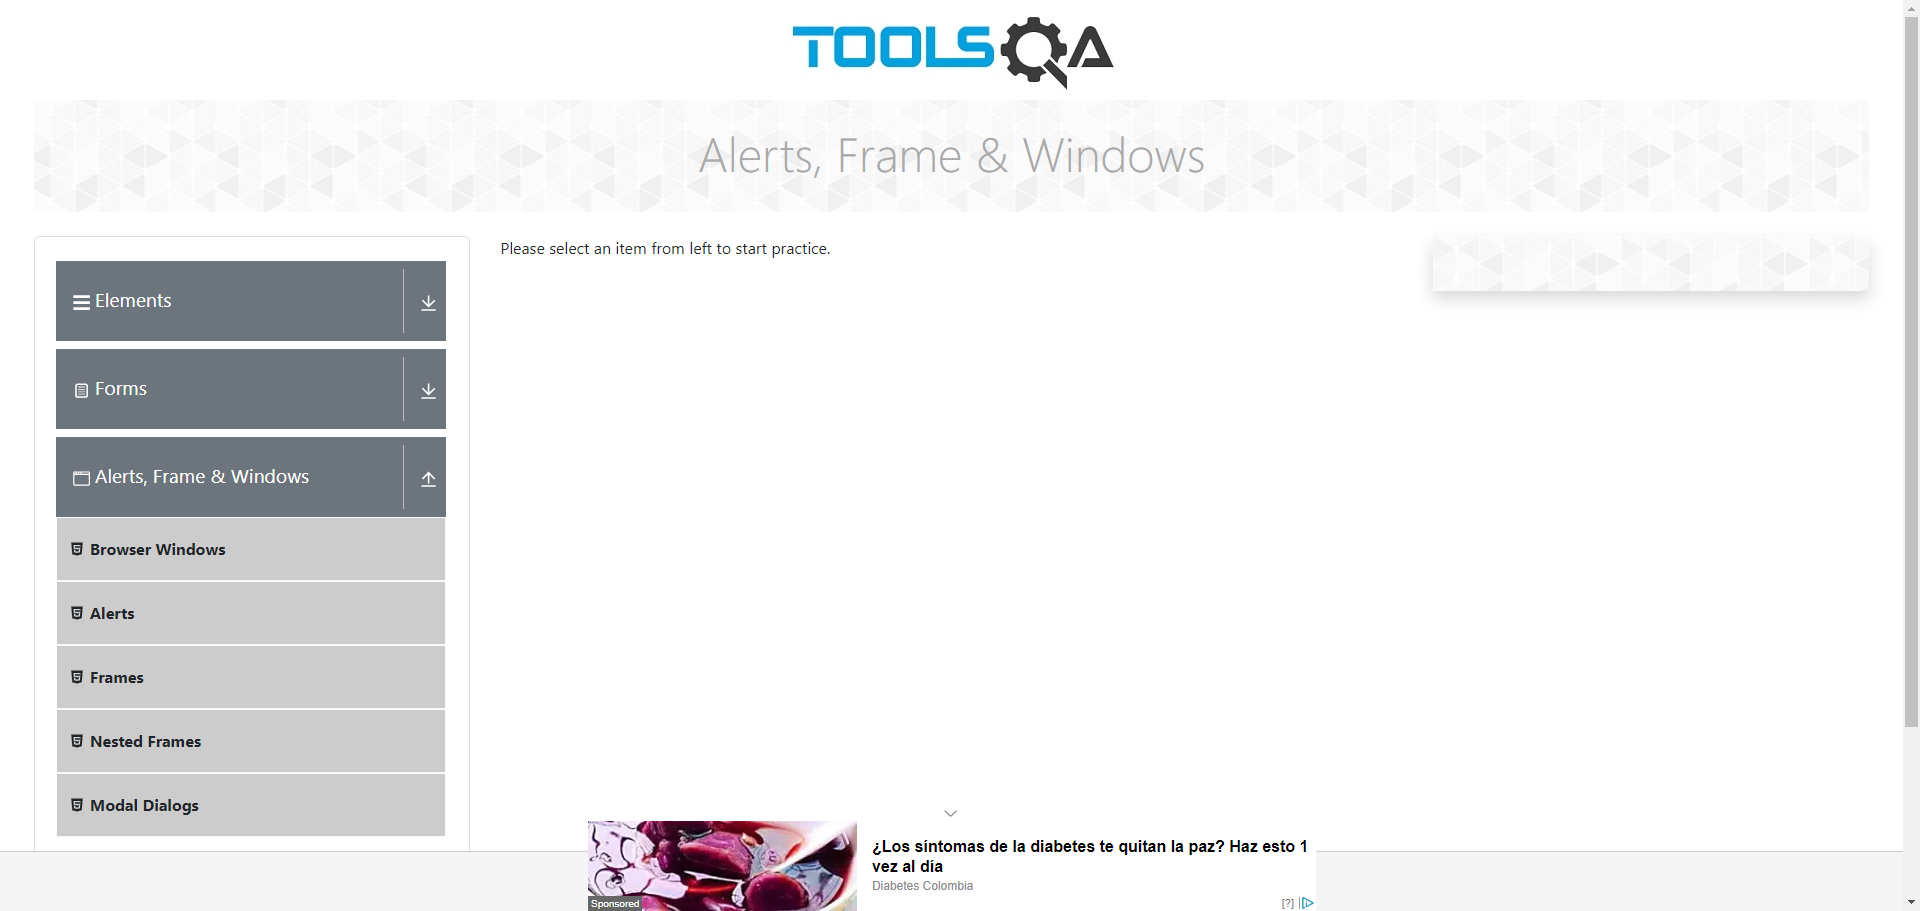 TOOLSQA
Alerts, Frame & Windows
Elements
Forms
Alerts, Frame & Windows
Browser Windows
Alerts
Frames
Nested Frames
Modal Dialogs
Please select an item from left to start practice.
¿Los síntomas de la diabetes te quitan la paz? Haz esto 1
vez al día
Diabetes Colombia
Sponsored
[?]